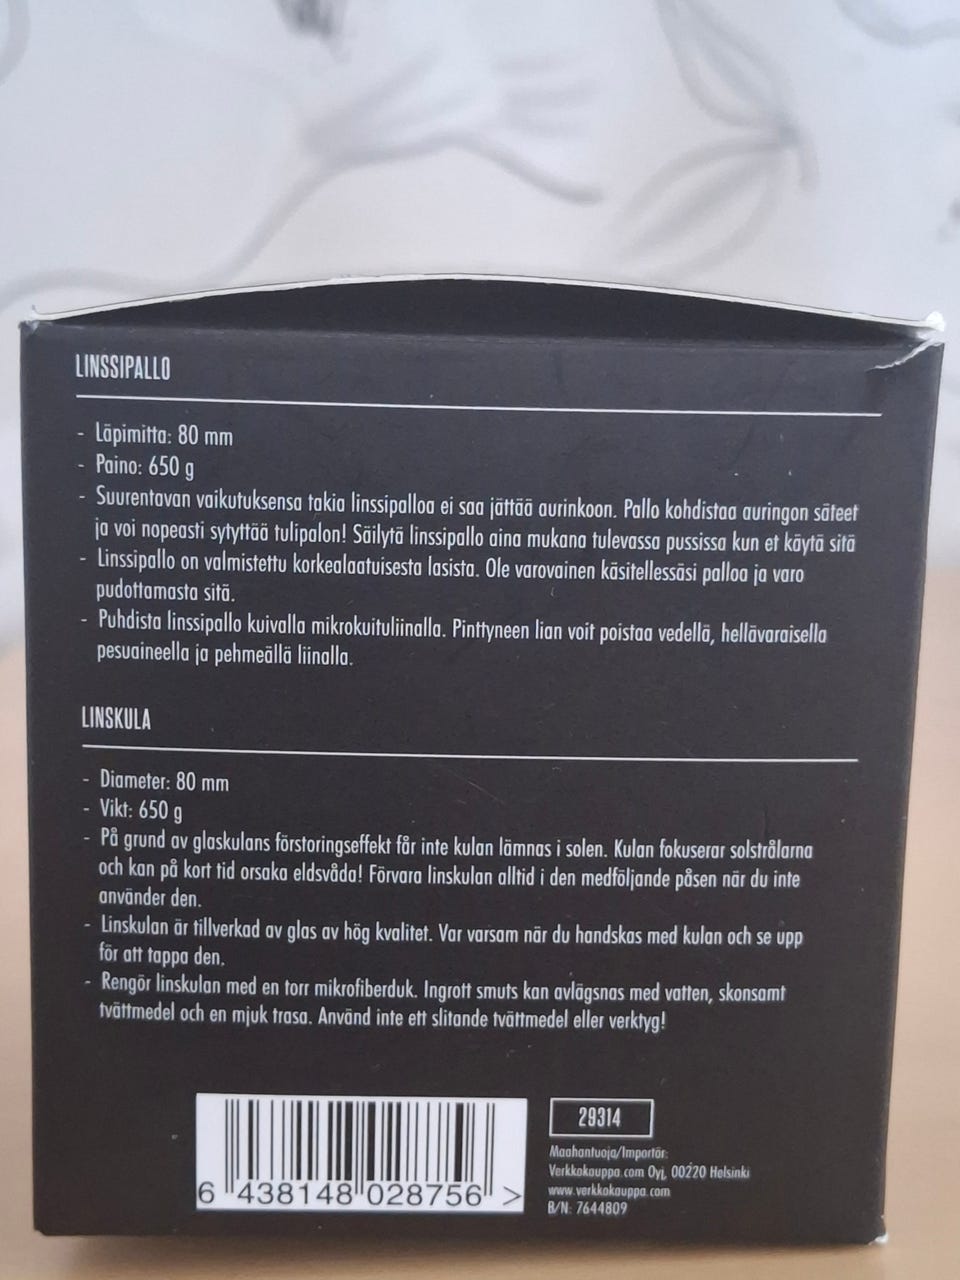 LINSSIPALLO
- Läpimitta: 80 mm
- Paino: 650 g
- Suurentavan vaikutuksensa takia linssipalloa ei saa jättää aurinkoon. Pallo kohdistaa auringon säteet
ja voi nopeasti sytyttää tulipalon! Säilytä linssipallo aina mukana tulevassa pussissa kun et käytä sitä
- Linssipallo on valmistettu korkealaatuisesta lasista. Ole varovainen käsitellessäsi palloa ja varo
pudottamasta sitä.
- Puhdista linssipallo kuivalla mikrokuituliinalla. Pinttyneen lian voit poistaa vedellä, hellävaraisella
pesuaineella ja pehmeällä liinalla.
LINSKULA
- Diameter: 80 mm
- Vikt: 650 g
- På grund av glaskulans förstoringseffekt får inte kulan lämnas i solen. Kulan fokuserar solstrålarna
och kan på kort tid orsaka eldsvåda! Förvara linskulan alltid i den medföljande påsen när du inte
använder den.
- Linskulan är tillverkad av glas av hög kvalitet. Var varsam när du handskas med kulan och se upp
för att tappa den.
- Rengör linskulan med en torr mikrofiberduk. Ingrott smuts kan avlägsnas med vatten, skonsamt
tvättmedel och en mjuk trasa. Använd inte ett slitande tvättmedel eller verktyg!
6 438148 028756 >
29314
Maahantuoja/Importör:
Verkkokauppa.com Oyj, 00220 Helsinki
www.verkkokauppa.com
B/N: 7644809